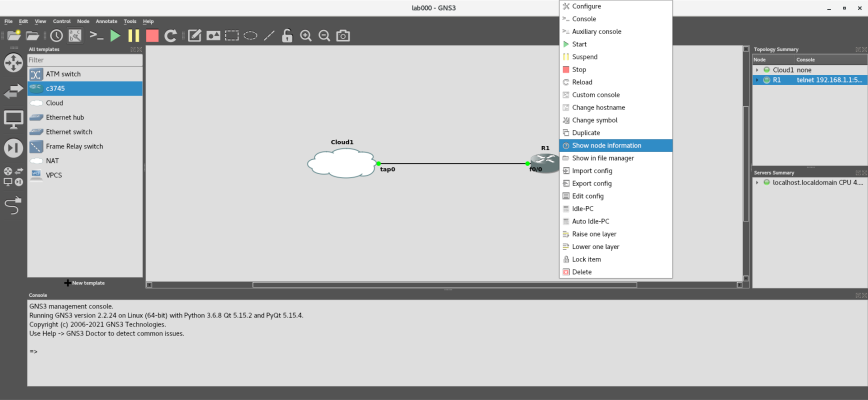 lab000 - GNS3
File Edit View Control Node Annotate Tools Help
All templates
Filter
ATM switch
c3745
Cloud
Ethernet hub
Ethernet switch
Frame Relay switch
NAT
VPCS
New template
Cloud1
tap0
R1
f0/0
Configure
Console
Auxiliary console
Start
Suspend
Stop
Reload
Custom console
Change hostname
Change symbol
Duplicate
Show node information
Show in file manager
Import config
Export config
Edit config
Idle-PC
Auto Idle-PC
Raise one layer
Lower one layer
Lock item
Delete
Topology Summary
Node Console
Cloud1 none
R1 telnet 192.168.1.1:5...
Servers Summary
localhost.localdomain CPU 4....
Console
GNS3 management console.
Running GNS3 version 2.2.24 on Linux (64-bit) with Python 3.6.8 Qt 5.15.2 and PyQt 5.15.4.
Copyright (c) 2006-2021 GNS3 Technologies.
Use Help -> GNS3 Doctor to detect common issues.
=>